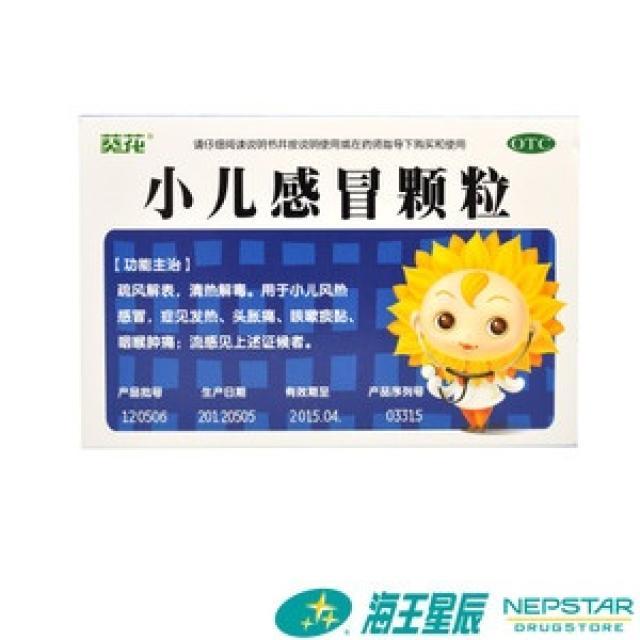 葵花®
请仔细阅读说明书并按说明使用或在药师指导下购买和使用
OTC
小儿感冒颗粒
【功能主治】
疏风解表，清热解毒。用于小儿风热
感冒，症见发热、头胀痛、咳嗽痰黏、
咽喉肿痛；流感见上述证候者。
产品批号 生产日期 有效期至 产品序列号
120506 20120505 2015.04. 03315
海王星辰 NEPSTAR
DRUGSTORE